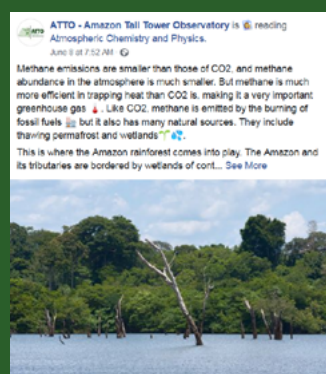 ATTO - Amazon Tall Tower Observatory is reading
Atmospheric Chemistry and Physics.
June 8 at 7:52 AM
Methane emissions are smaller than those of CO2, and methane
abundance in the atmosphere is much smaller. But methane is much
more efficient in trapping heat than CO2 is, making it a very important
greenhouse gas 🌡️. Like CO2, methane is emitted by the burning of
fossil fuels 🏭 but it also has many natural sources. They include
thawing permafrost and wetlands🌱💦.
This is where the Amazon rainforest comes into play. The Amazon and
its tributaries are bordered by wetlands of cont... See More